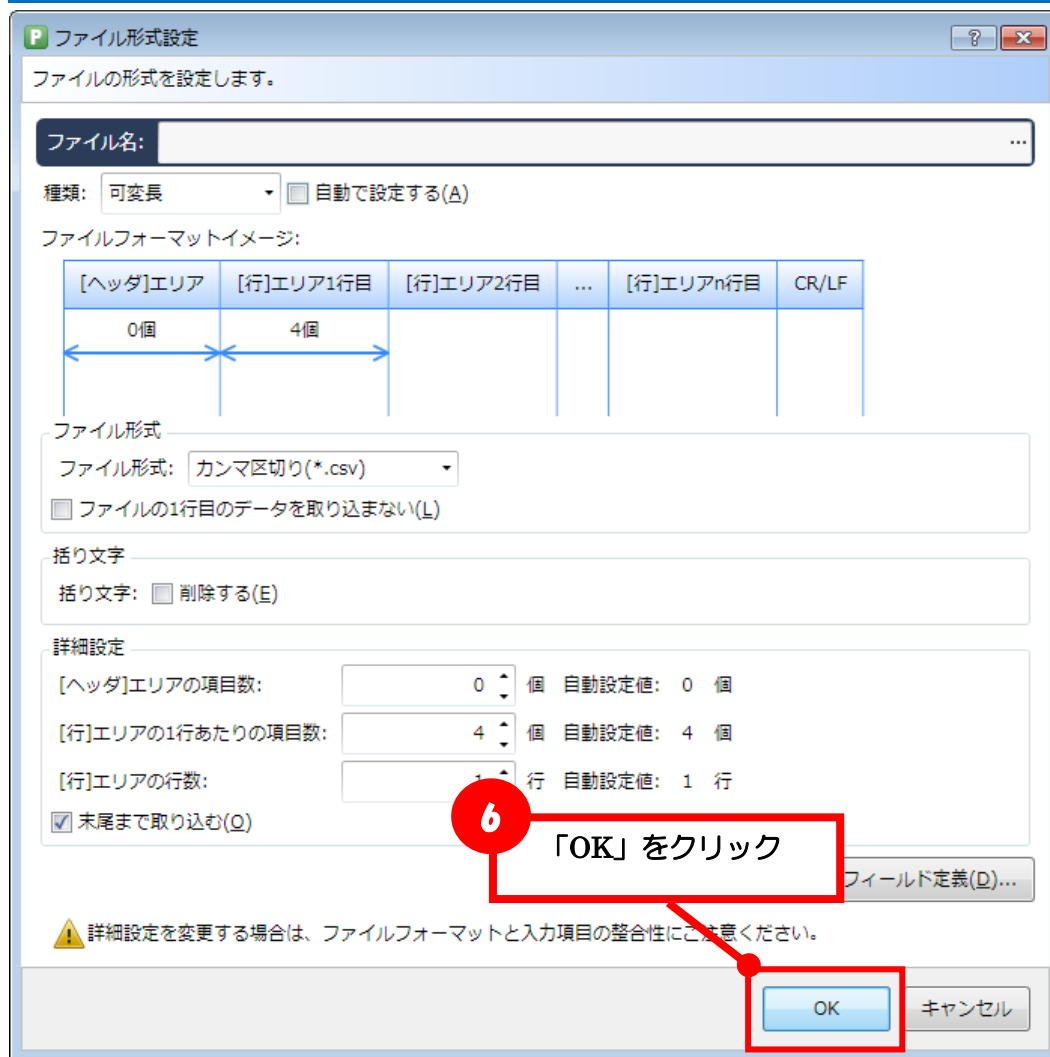 P ファイル形式設定 ?
ファイルの形式を設定します。
ファイル名: ...
種類: 可変長 自動で設定する(A)
ファイルフォーマットイメージ:
[ヘッダ]エリア [行]エリア1行目 [行]エリア2行目 ... [行]エリアn行目 CR/LF
0個 4個
ファイル形式
ファイル形式: カンマ区切り(*.csv)
ファイルの1行目のデータを取り込まない(L)
括り文字
括り文字: 削除する(E)
詳細設定
[ヘッダ]エリアの項目数: 0 個 自動設定値: 0 個
[行]エリアの1行あたりの項目数: 4 個 自動設定値: 4 個
[行]エリアの行数: 行 自動設定値: 1 行
末尾まで取り込む(O)
6
「OK」をクリック
フィールド定義(D)...
詳細設定を変更する場合は、ファイルフォーマットと入力項目の整合性にご注意ください。
OK キャンセル